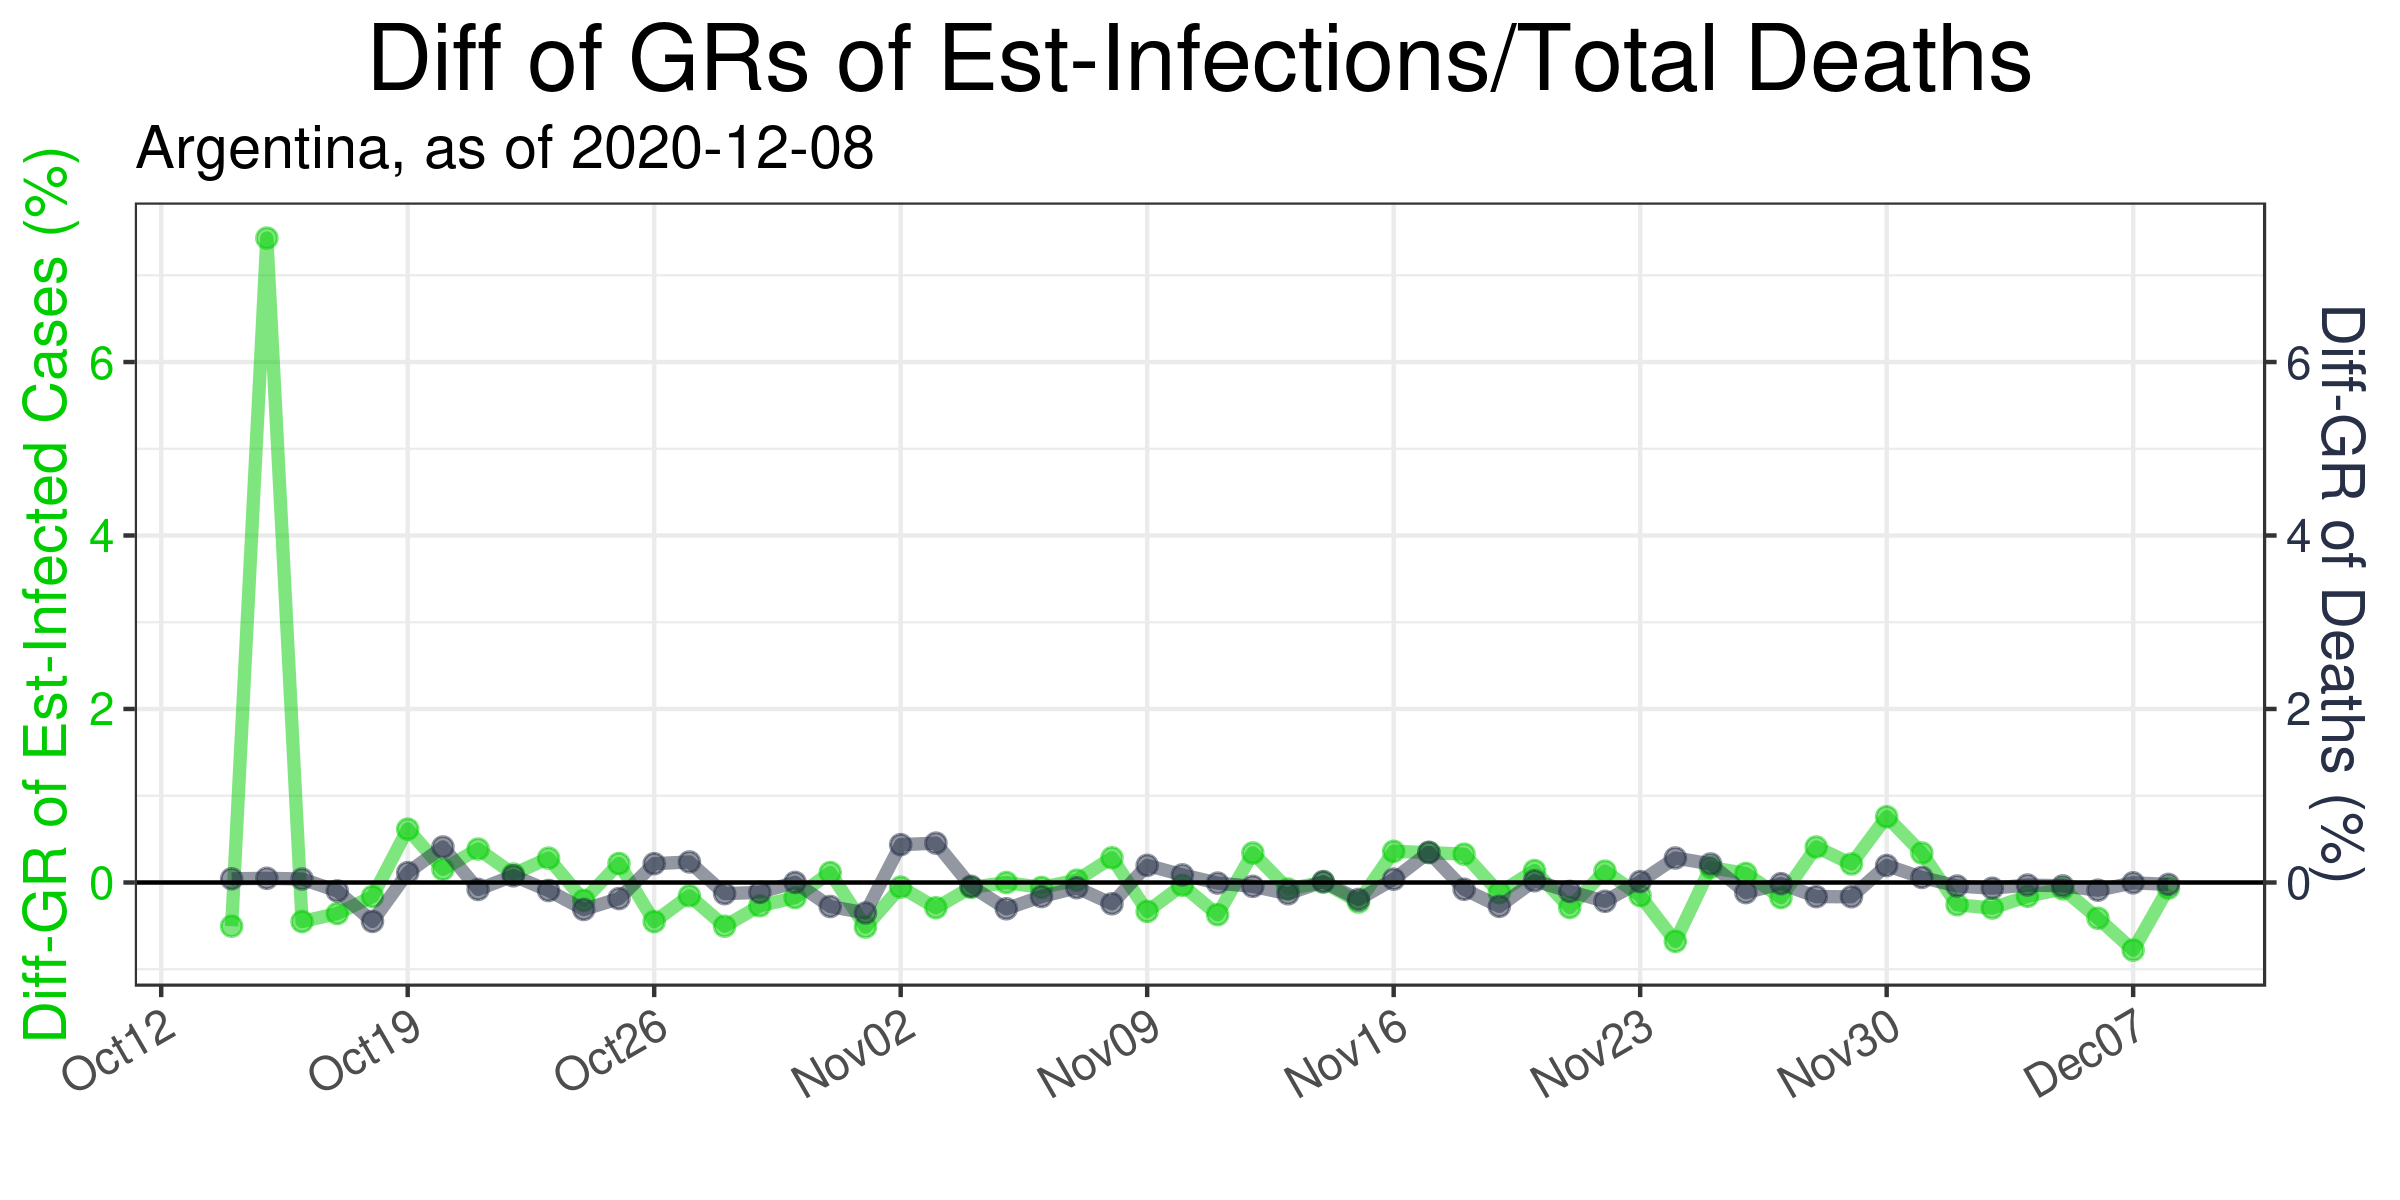 Diff of GRs of Est-Infections/Total Deaths
Argentina, as of 2020-12-08
Diff-GR of Est-Infected Cases (%)
6
4
2
0
6
4
2
0
Diff-GR of Deaths (%)
Oct12
Oct19
Oct26
Nov02
Nov09
Nov16
Nov23
Nov30
Dec07